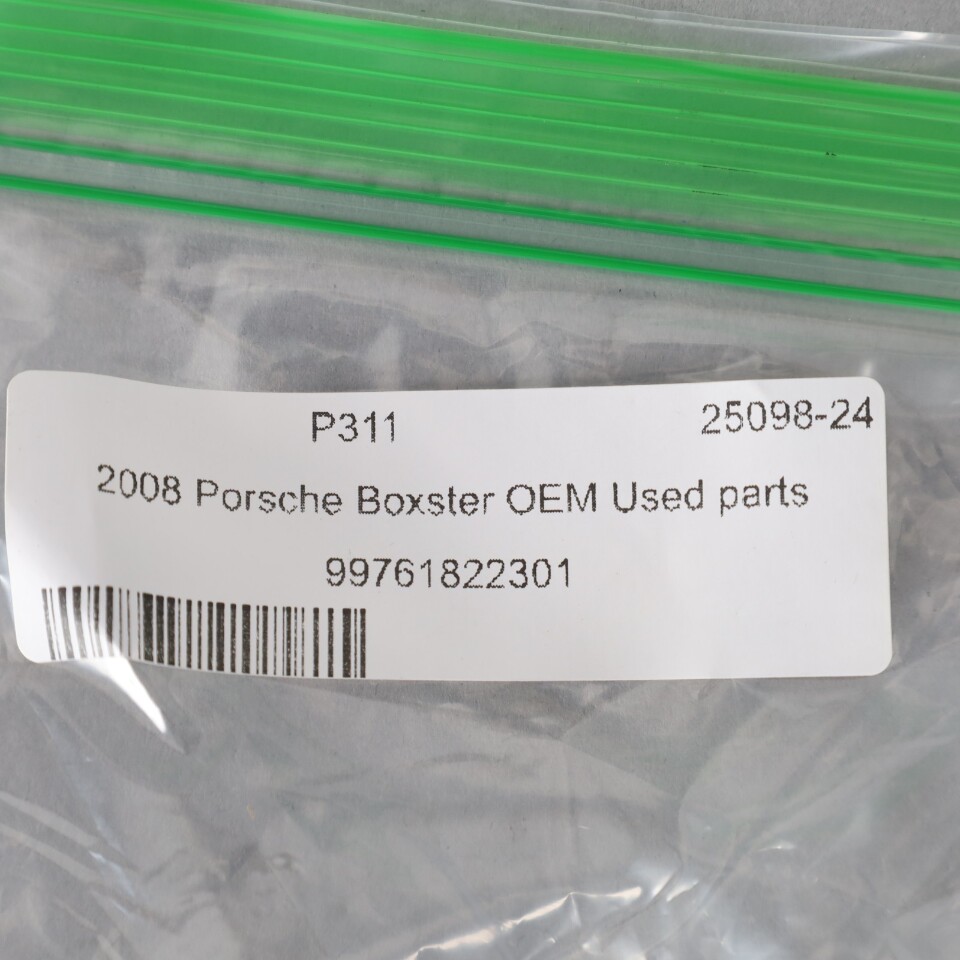 P311 25098-24
2008 Porsche Boxster OEM Used parts
99761822301